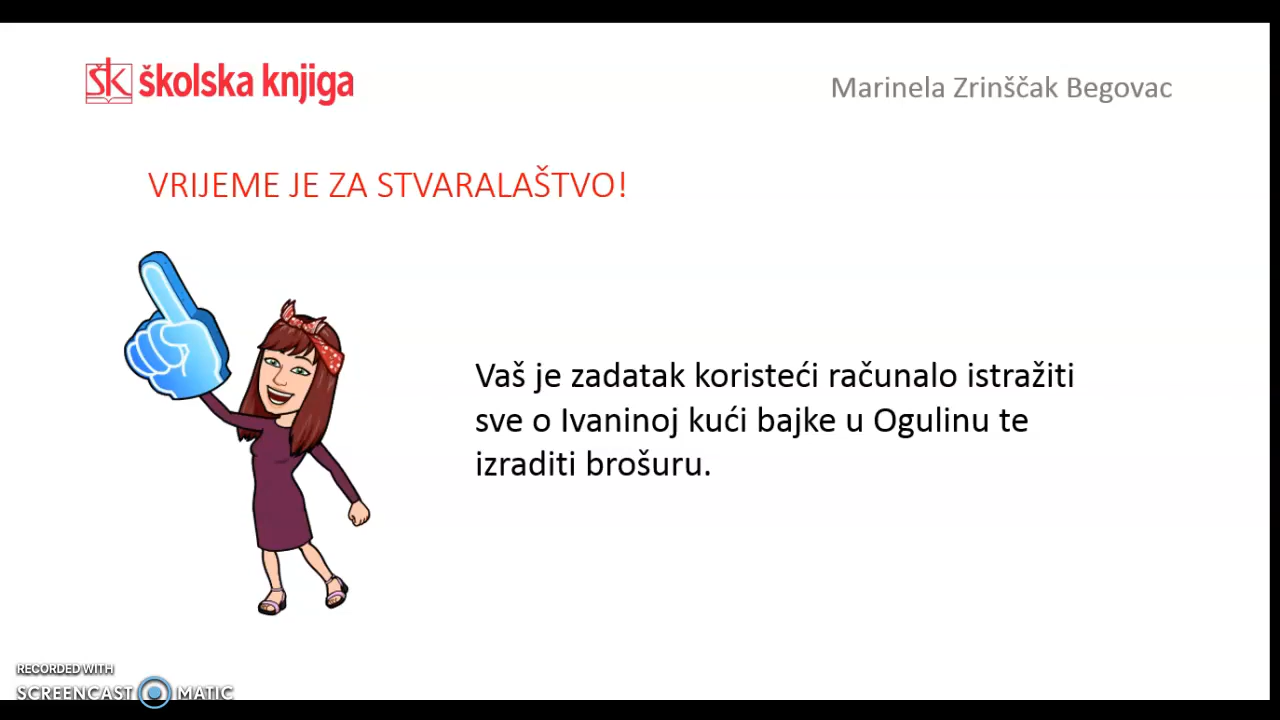 ŠK školska knjiga
Marinela Zrinščak Begovac
VRIJEME JE ZA STVARALAŠTVO!
Vaš je zadatak koristeći računalo istražiti
sve o Ivaninoj kući bajke u Ogulinu te
izraditi brošuru.
RECORDED WITH
SCREENCAST MATIC